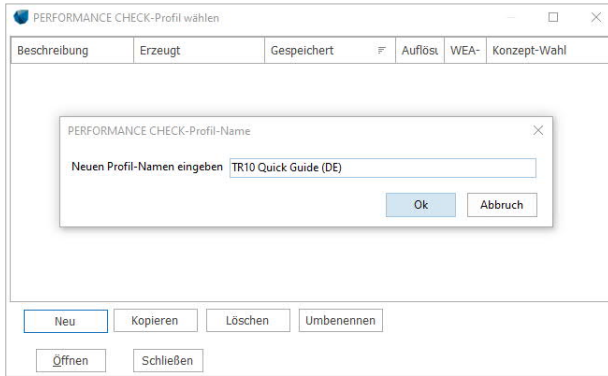 PERFORMANCE CHECK-Profil wählen
Beschreibung Erzeugt Gespeichert Auflösu WEA- Konzept-Wahl
PERFORMANCE CHECK-Profil-Name
Neuen Profil-Namen eingeben TR10 Quick Guide (DE)
Ok Abbruch
Neu Kopieren Löschen Umbenennen
Öffnen Schließen